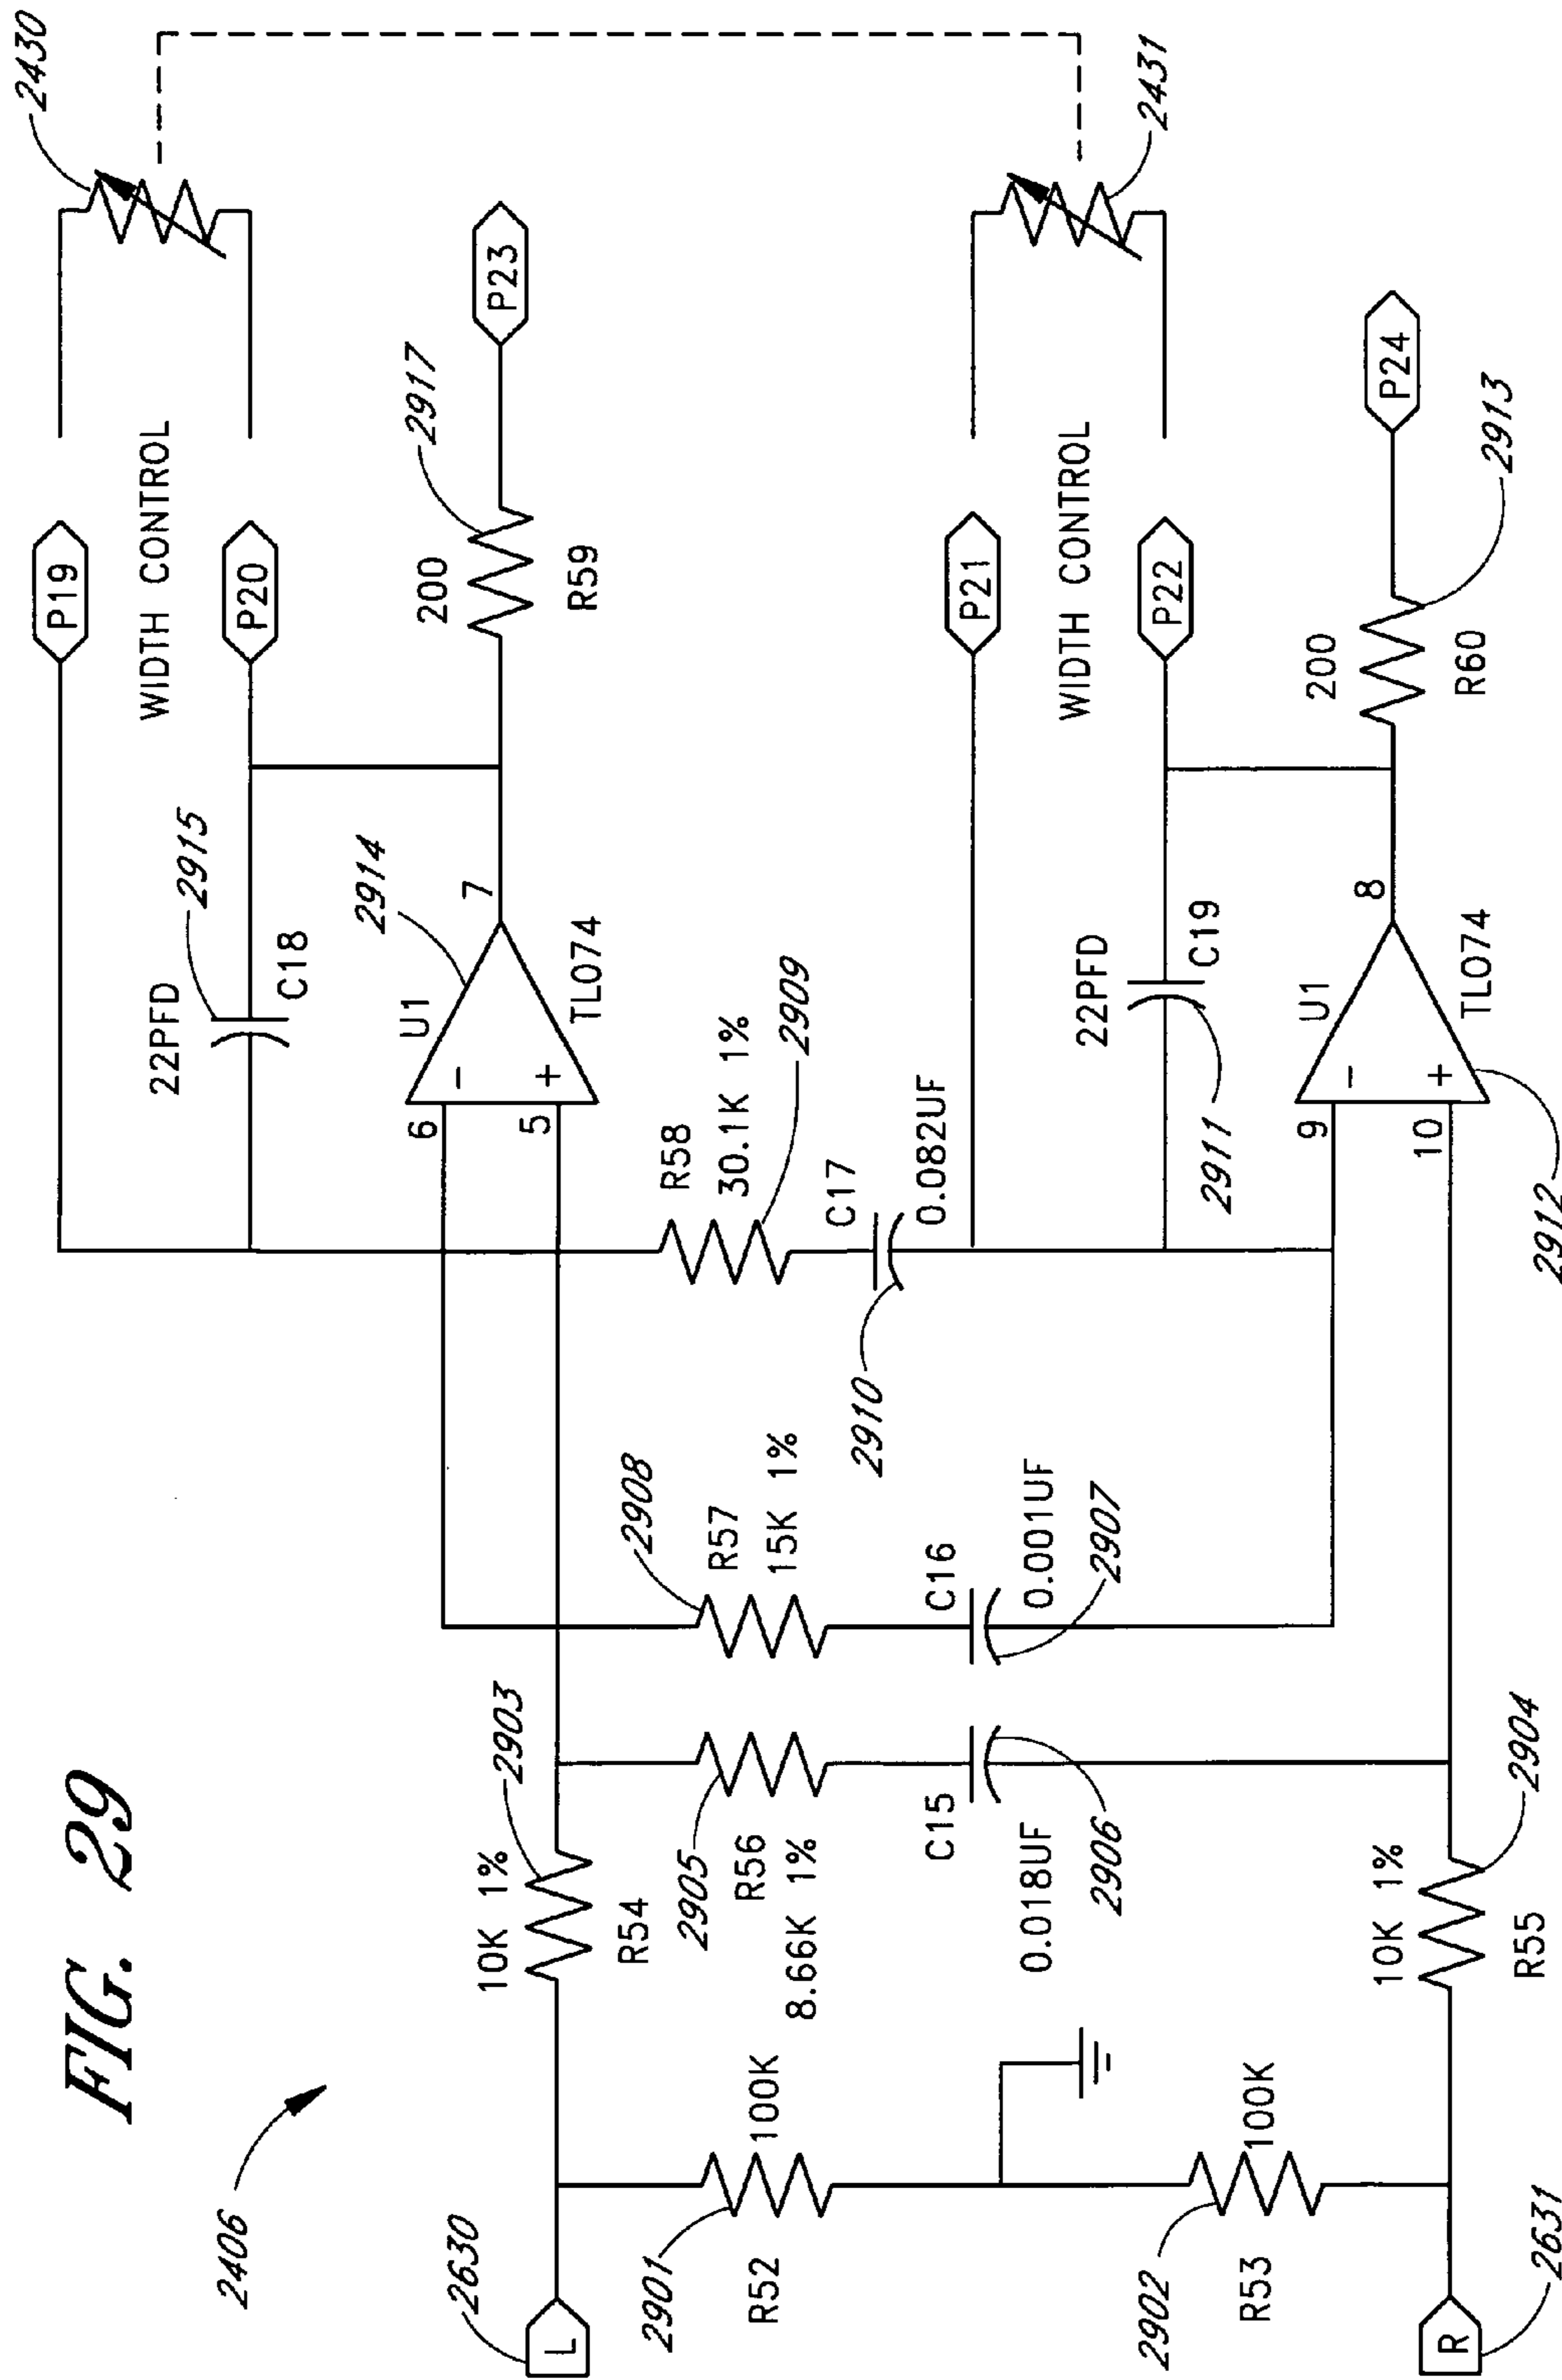 FIG. 29
2406
2630
L
2901
R52
100K
2902
R53
100K
R
2631
10K 1%
2903
R54
2905
R56
8.66K 1%
C15
0.018UF
2906
10K 1%
2904
R55
2908
R57
15K 1%
C16
0.001UF
2907
R58
30.1K 1%
2909
C17
0.082UF
2910
22PFD
2915
C18
6
5
-
+
U1
2914
TL074
7
22PFD
C19
2911
9
10
-
+
U1
TL074
8
2912
P19
WIDTH CONTROL
P20
200
2917
R59
P23
2430
P21
WIDTH CONTROL
P22
200
R60
2913
P24
2431